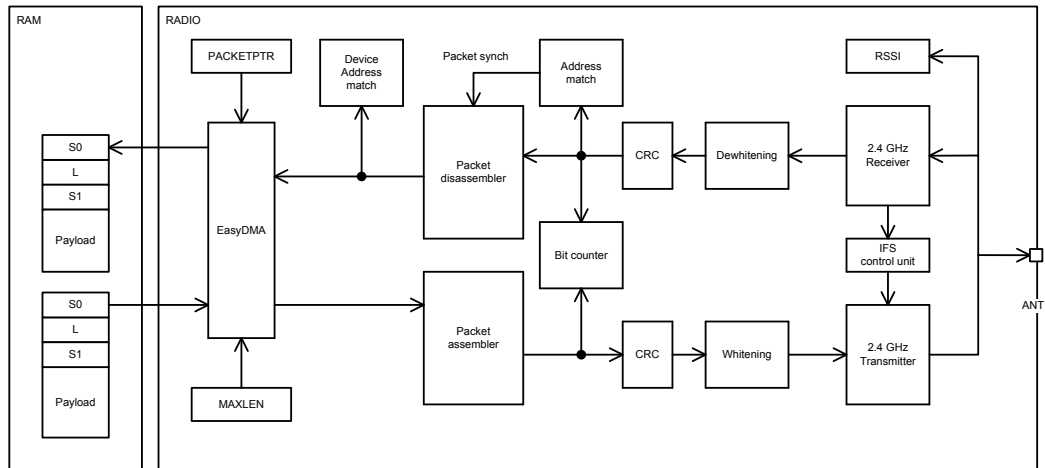 RAM
RADIO
PACKETPTR
Device
Address
match
Packet synch
Address
match
RSSI
S0
L
S1
Payload
EasyDMA
Packet
disassembler
CRC
Dewhitening
2.4 GHz
Receiver
Bit counter
IFS
control unit
ANT
S0
L
S1
Payload
Packet
assembler
CRC
Whitening
2.4 GHz
Transmitter
MAXLEN